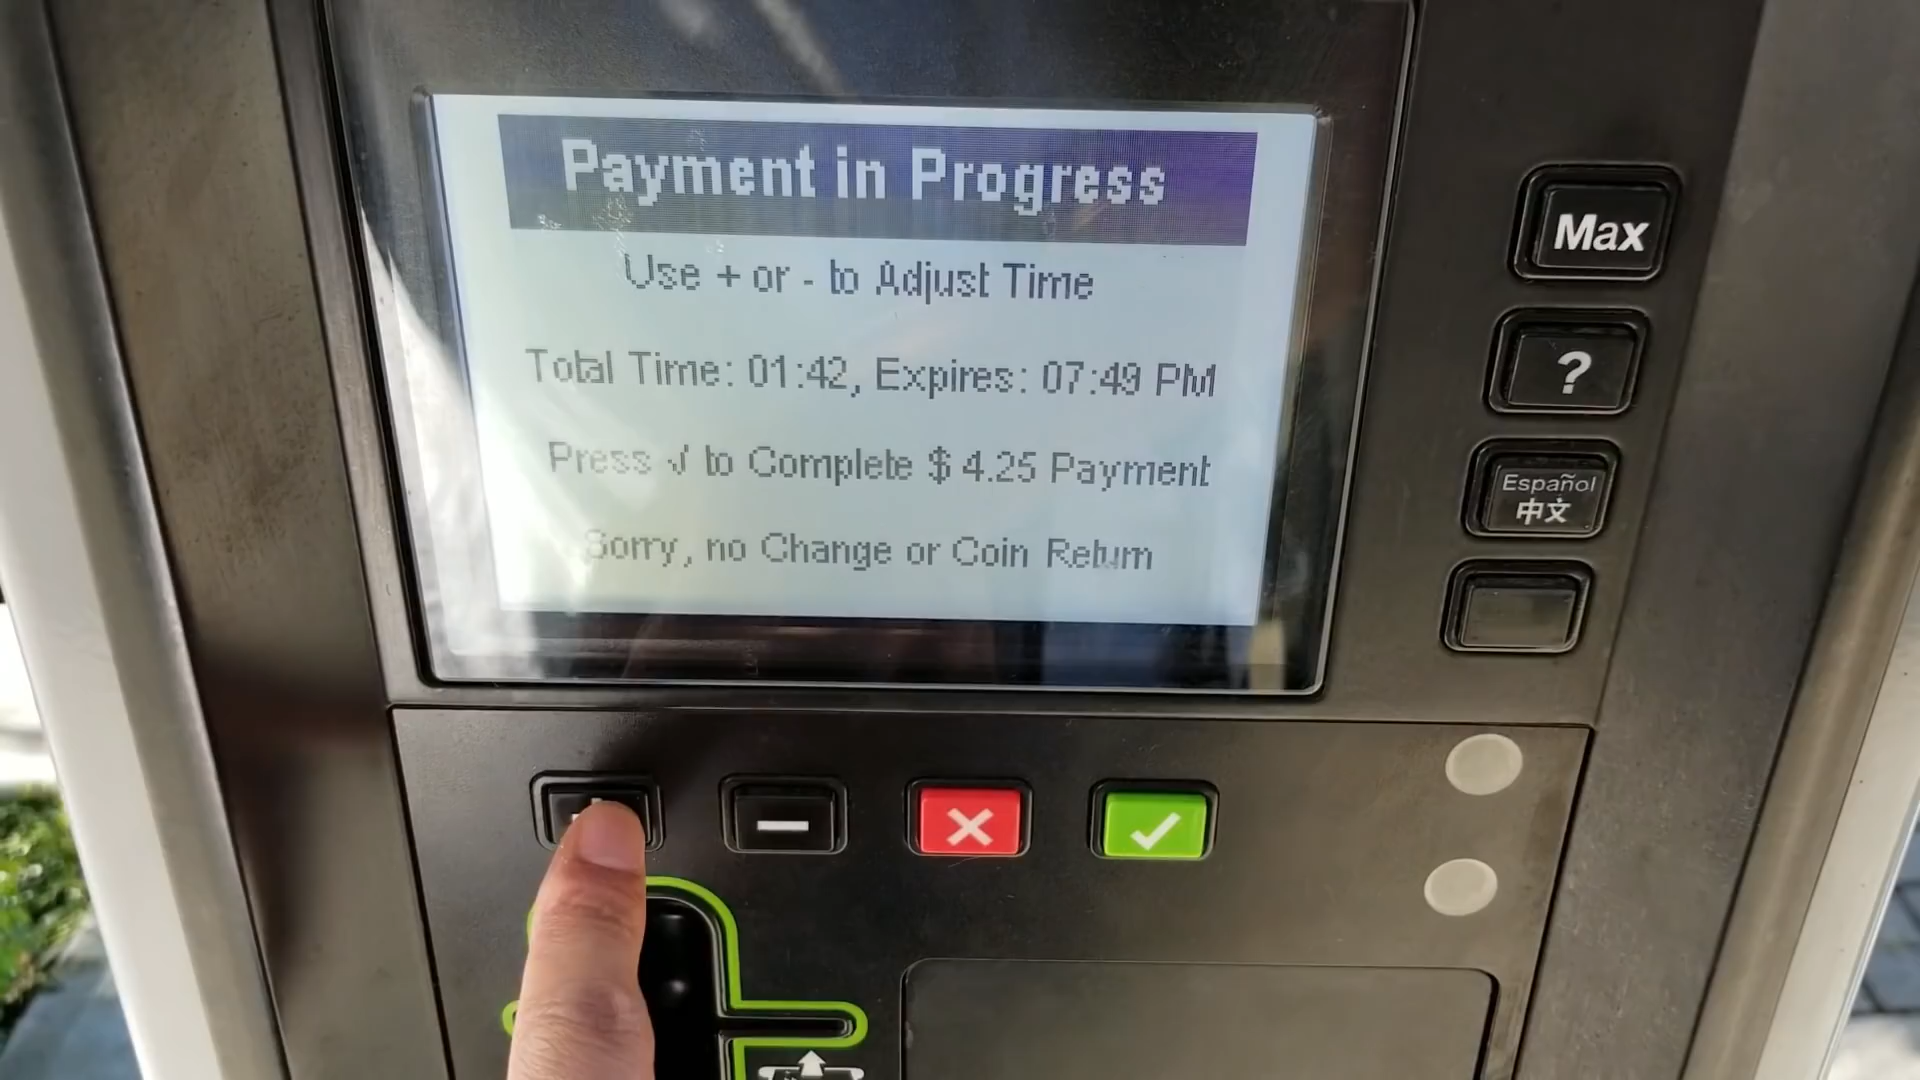 Payment in Progress
Use + or - to Adjust Time
Total Time: 01:42, Expires: 07:49 PM
Press √ to Complete $ 4.25 Payment
Sorry, no Change or Coin Return
Max
?
Español
中文